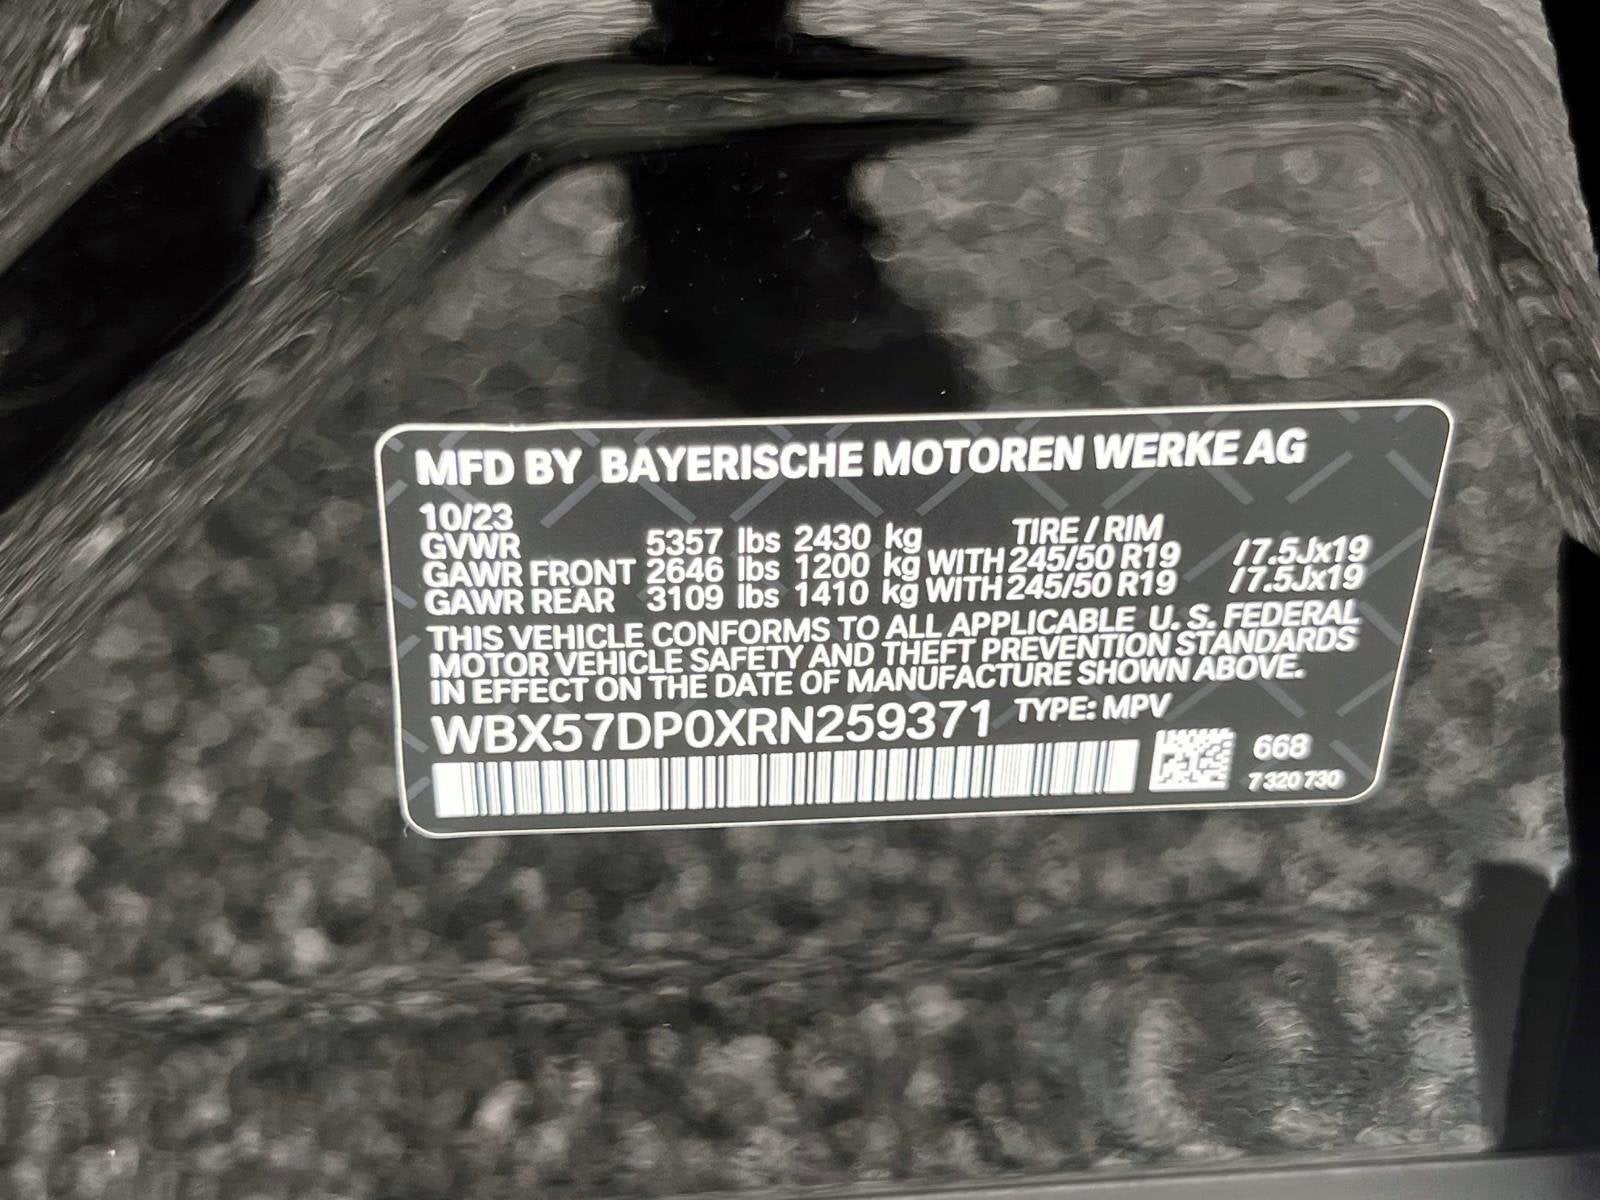 MFD BY BAYERISCHE MOTOREN WERKE AG
10/23 TIRE / RIM
GVWR 5357 lbs 2430 kg
GAWR FRONT 2646 lbs 1200 kg WITH 245/50 R19 /7.5Jx19
GAWR REAR 3109 lbs 1410 kg WITH 245/50 R19 /7.5Jx19
THIS VEHICLE CONFORMS TO ALL APPLICABLE U. S. FEDERAL
MOTOR VEHICLE SAFETY AND THEFT PREVENTION STANDARDS
IN EFFECT ON THE DATE OF MANUFACTURE SHOWN ABOVE.
WBX57DP0XRN259371 TYPE: MPV
668
7 320 730